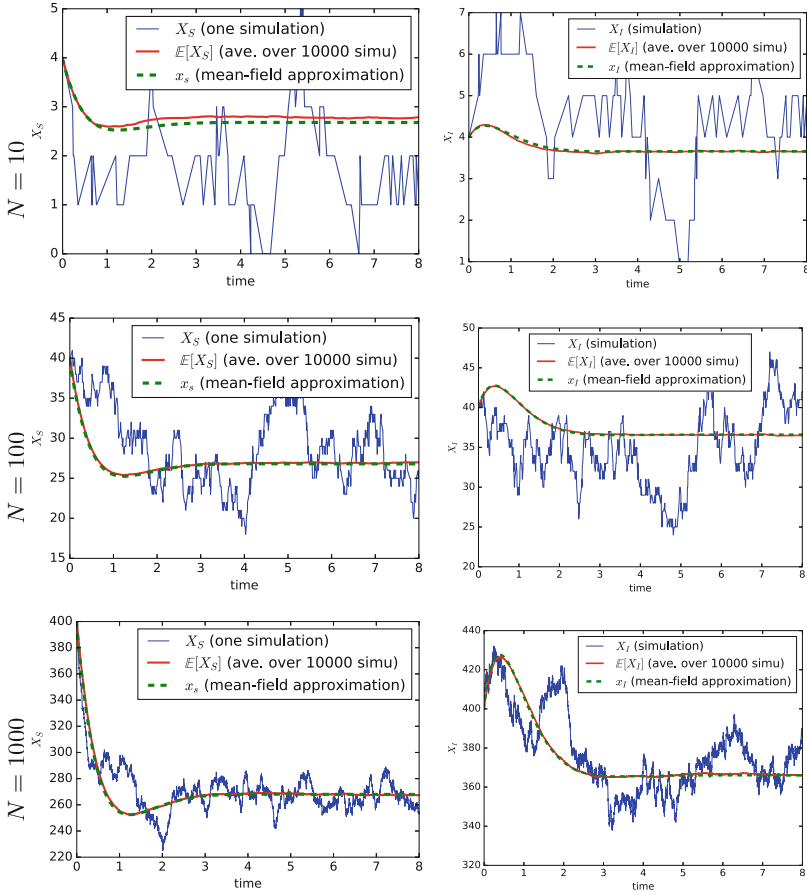 X_S (one simulation)
𝔼[X_S] (ave. over 10000 simu)
x_s (mean-field approximation)
5
4
3
2
1
0
X_S
N = 10
0 1 2 3 4 5 6 7 8
time
X_I (simulation)
𝔼[X_I] (ave. over 10000 simu)
x_I (mean-field approximation)
7
6
5
4
3
2
1
X_I
0 1 2 3 4 5 6 7 8
time
X_S (one simulation)
𝔼[X_S] (ave. over 10000 simu)
x_s (mean-field approximation)
45
40
35
30
25
20
15
X_S
N = 100
0 1 2 3 4 5 6 7 8
time
X_I (simulation)
𝔼[X_I] (ave. over 10000 simu)
x_I (mean-field approximation)
50
45
40
35
30
25
20
X_I
0 1 2 3 4 5 6 7 8
time
X_S (one simulation)
𝔼[X_S] (ave. over 10000 simu)
x_s (mean-field approximation)
400
380
360
340
320
300
280
260
240
220
X_S
N = 1000
0 1 2 3 4 5 6 7 8
time
X_I (simulation)
𝔼[X_I] (ave. over 10000 simu)
x_I (mean-field approximation)
440
420
400
380
360
340
320
X_I
0 1 2 3 4 5 6 7 8
time